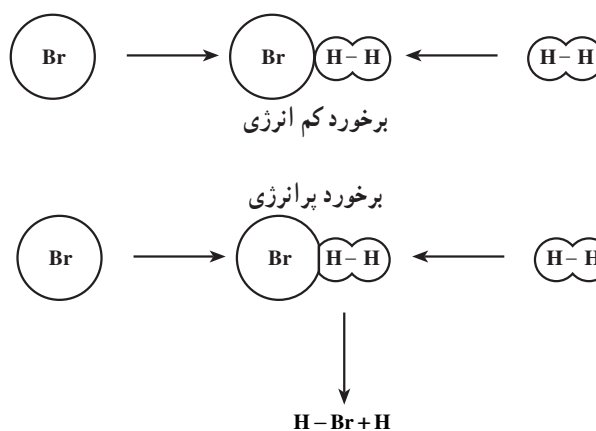 Br
Br H – H
H – H
برخورد کم انرژی
برخورد پرانرژی
Br
Br H – H
H – H
H – Br + H